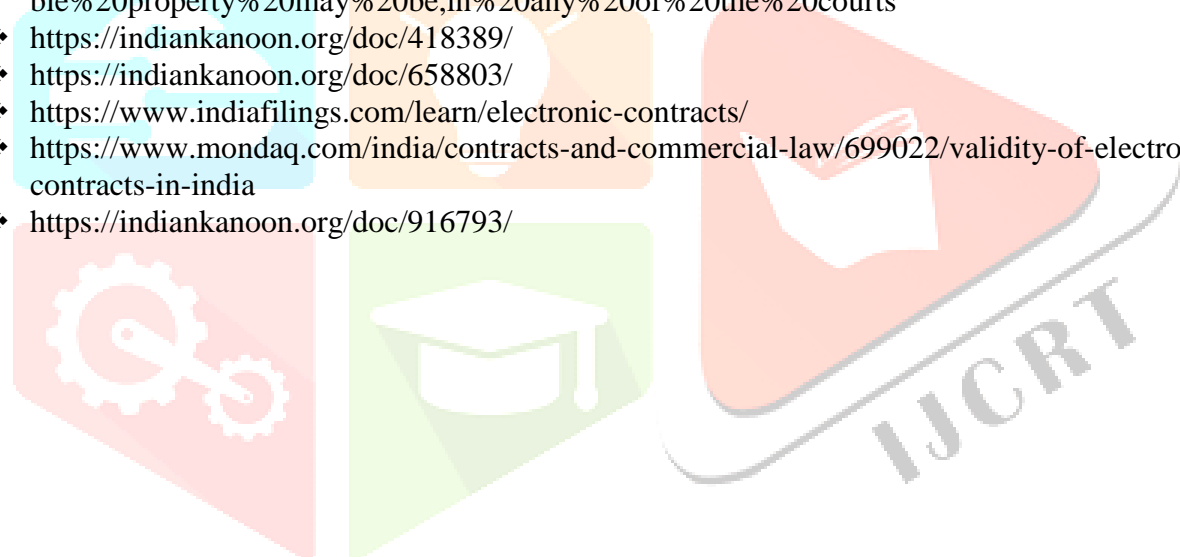 ble%20property%20may%20be,in%20any%20of%20the%20courts
https://indiankanoon.org/doc/418389/
https://indiankanoon.org/doc/658803/
https://www.indiafilings.com/learn/electronic-contracts/
https://www.mondaq.com/india/contracts-and-commercial-law/699022/validity-of-electro
contracts-in-india
https://indiankanoon.org/doc/916793/
IJCRT